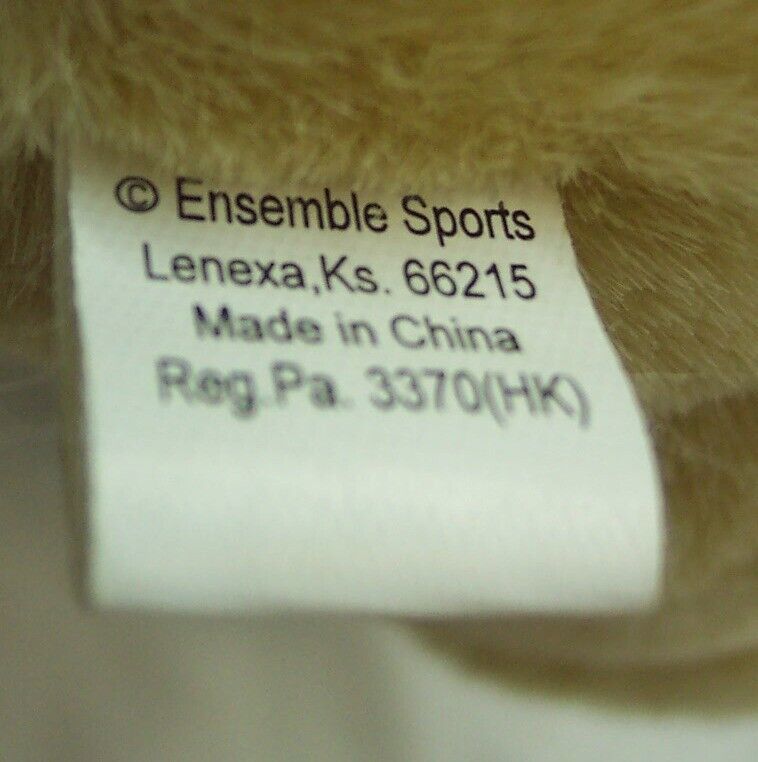 © Ensemble Sports
Lenexa,Ks. 66215
Made in China
Reg.Pa. 3370(HK)